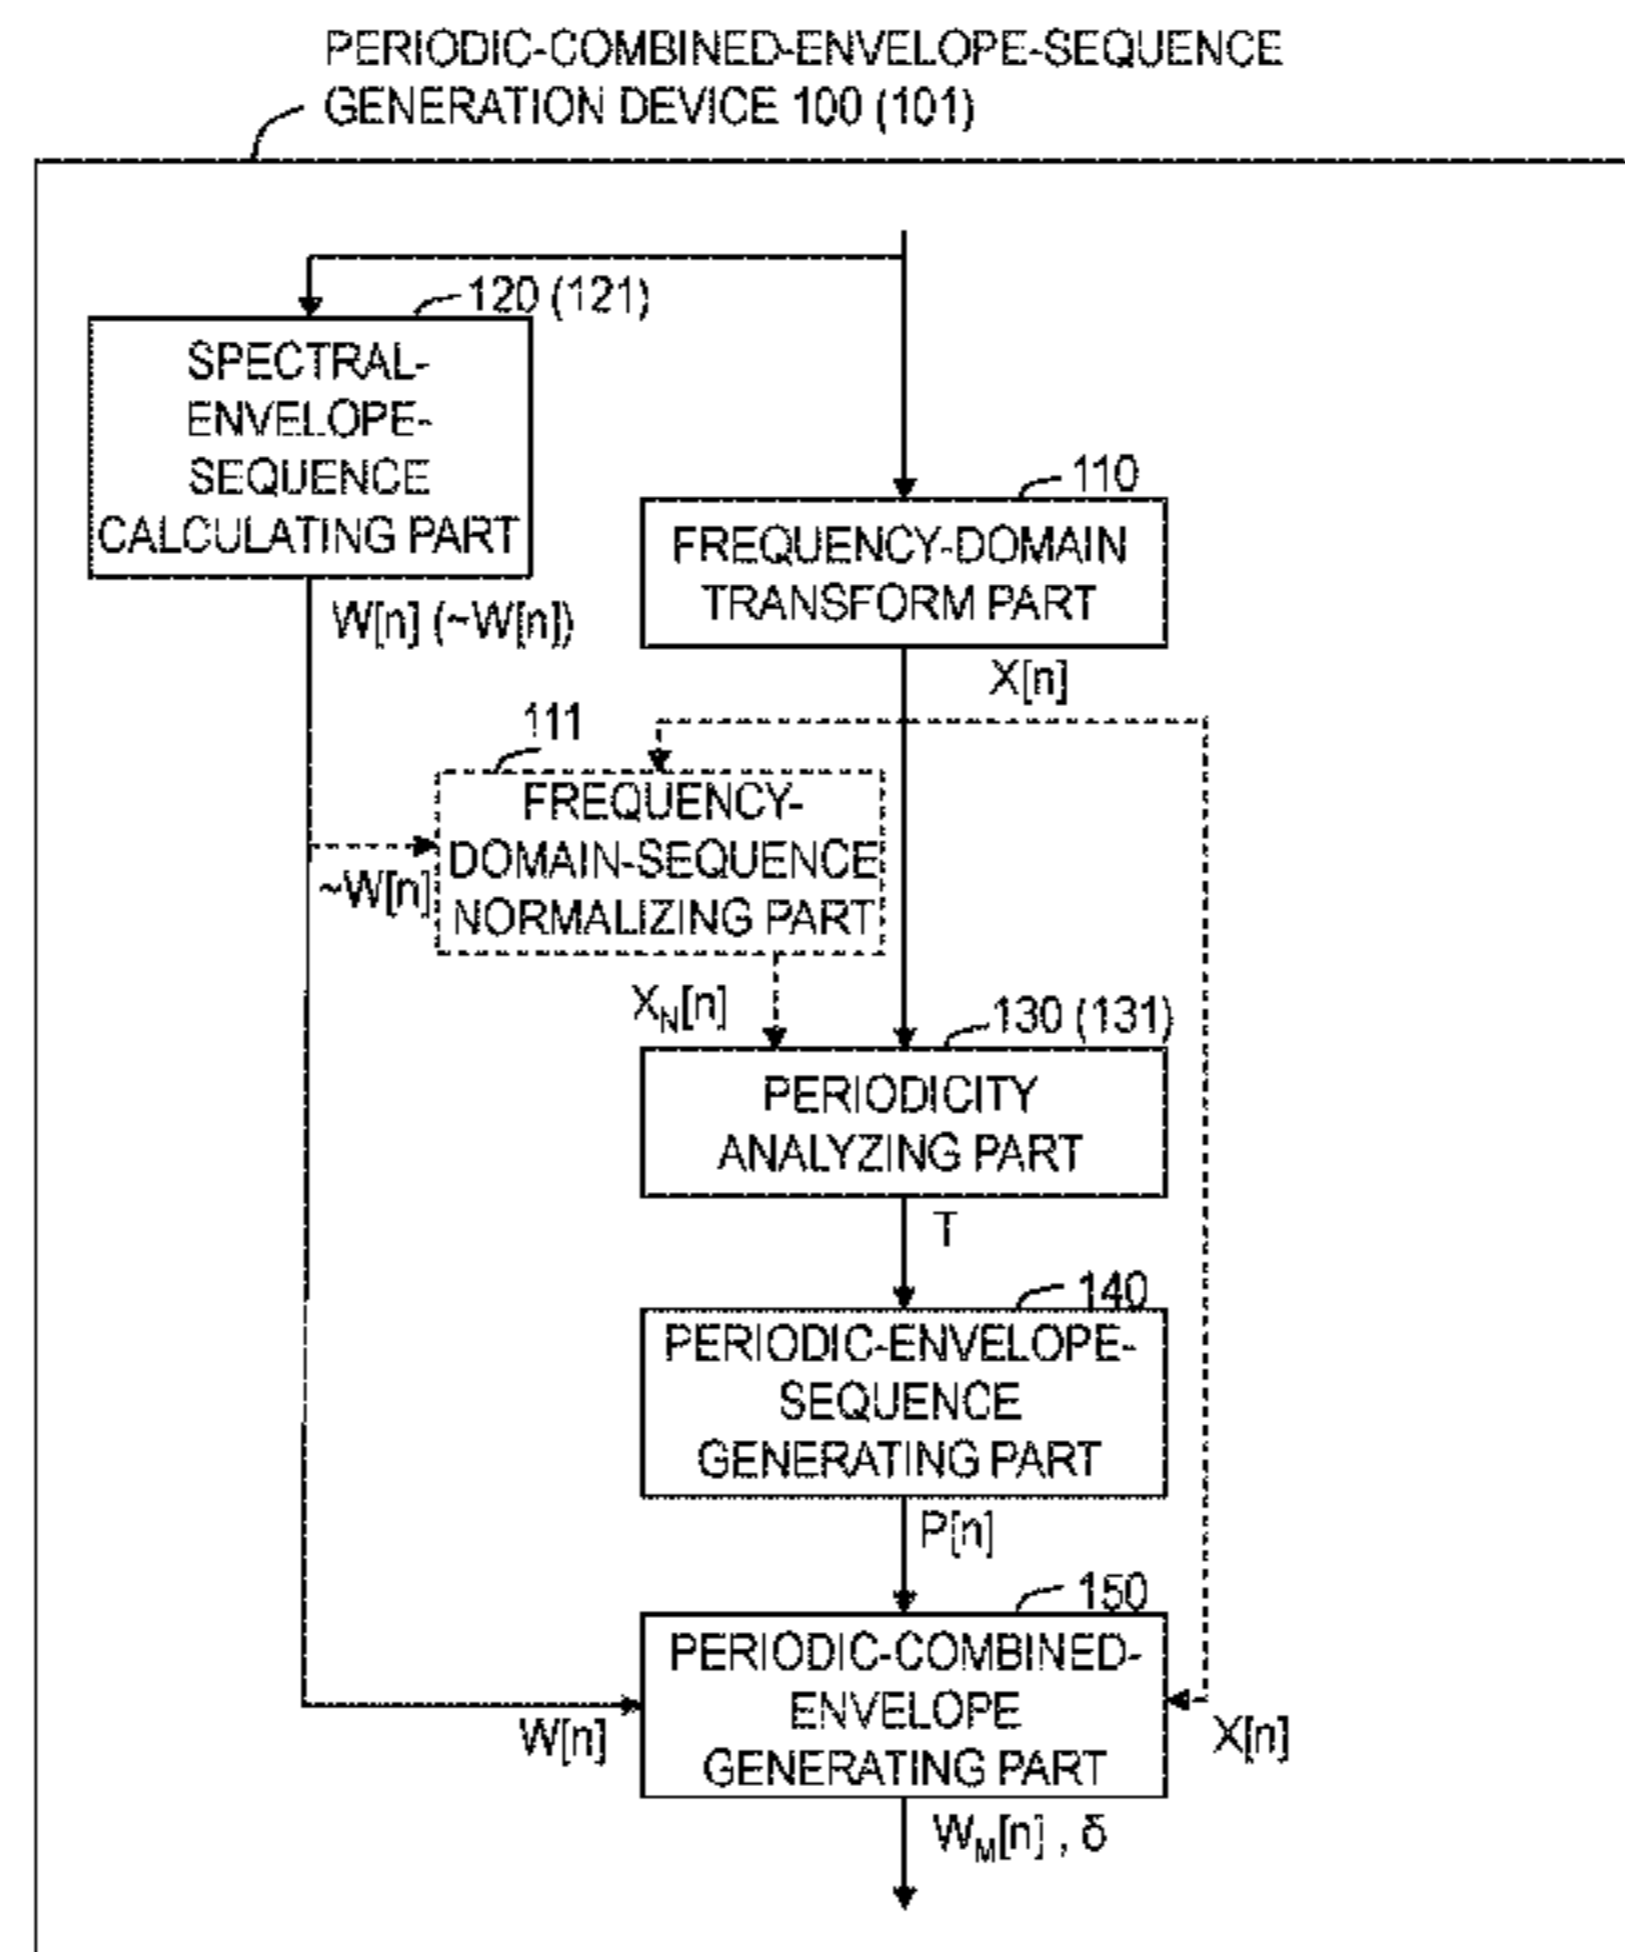 PERIODIC-COMBINED-ENVELOPE-SEQUENCE
GENERATION DEVICE 100 (101)
120 (121)
SPECTRAL-
ENVELOPE-
SEQUENCE
CALCULATING PART
110
FREQUENCY-DOMAIN
TRANSFORM PART
W[n] (~W[n])
X[n]
111
FREQUENCY-
DOMAIN-SEQUENCE
NORMALIZING PART
~W[n]
X_N[n]
130 (131)
PERIODICITY
ANALYZING PART
T
140
PERIODIC-ENVELOPE-
SEQUENCE
GENERATING PART
P[n]
150
PERIODIC-COMBINED-
ENVELOPE
GENERATING PART
W[n]
X[n]
W_M[n] , δ